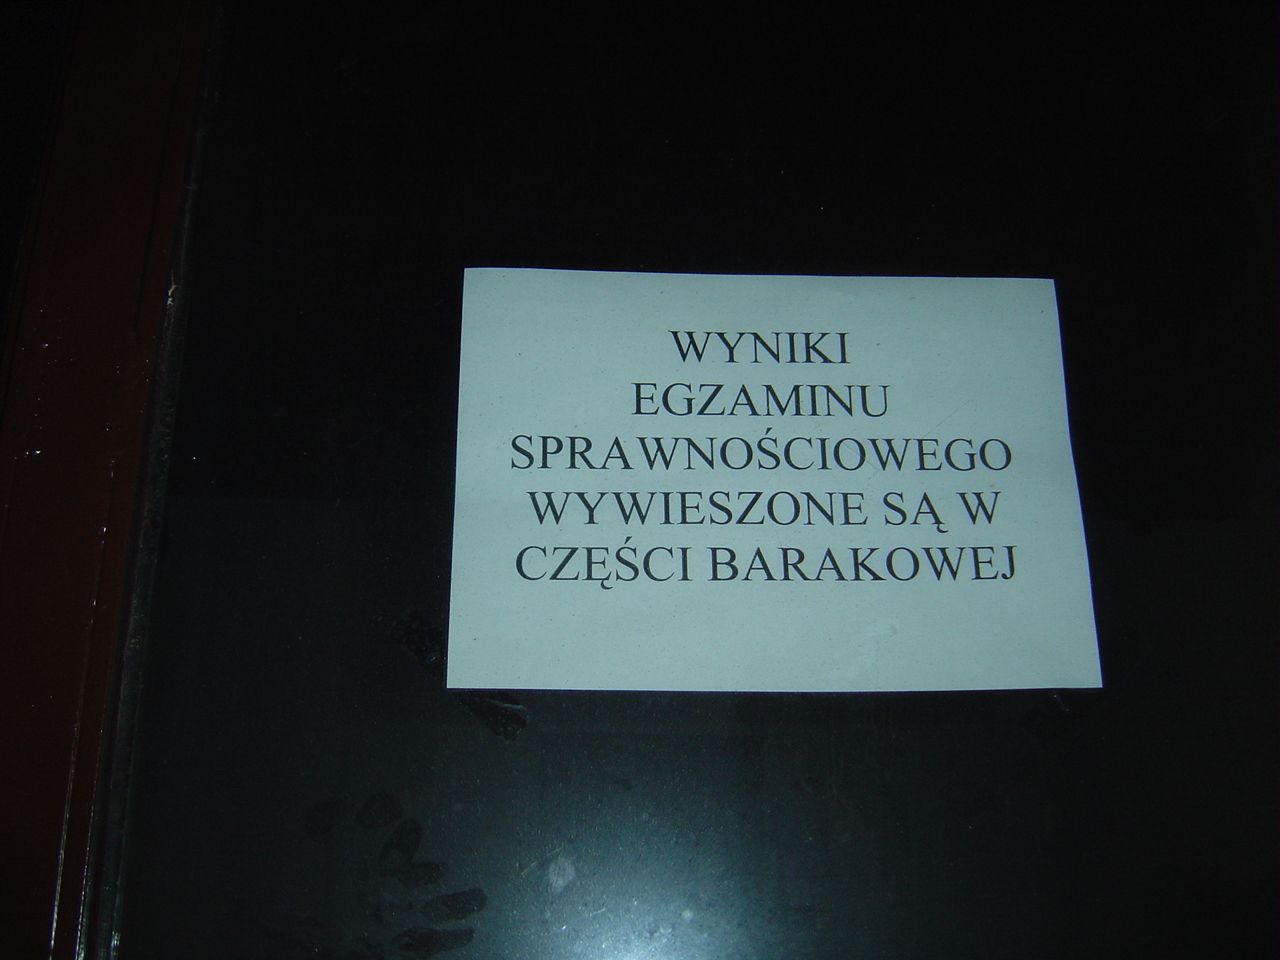 WYNIKI
EGZAMINU
SPRAWNOŚCIOWEGO
WYWIESZONE SĄ W
CZĘŚCI BARAKOWEJ